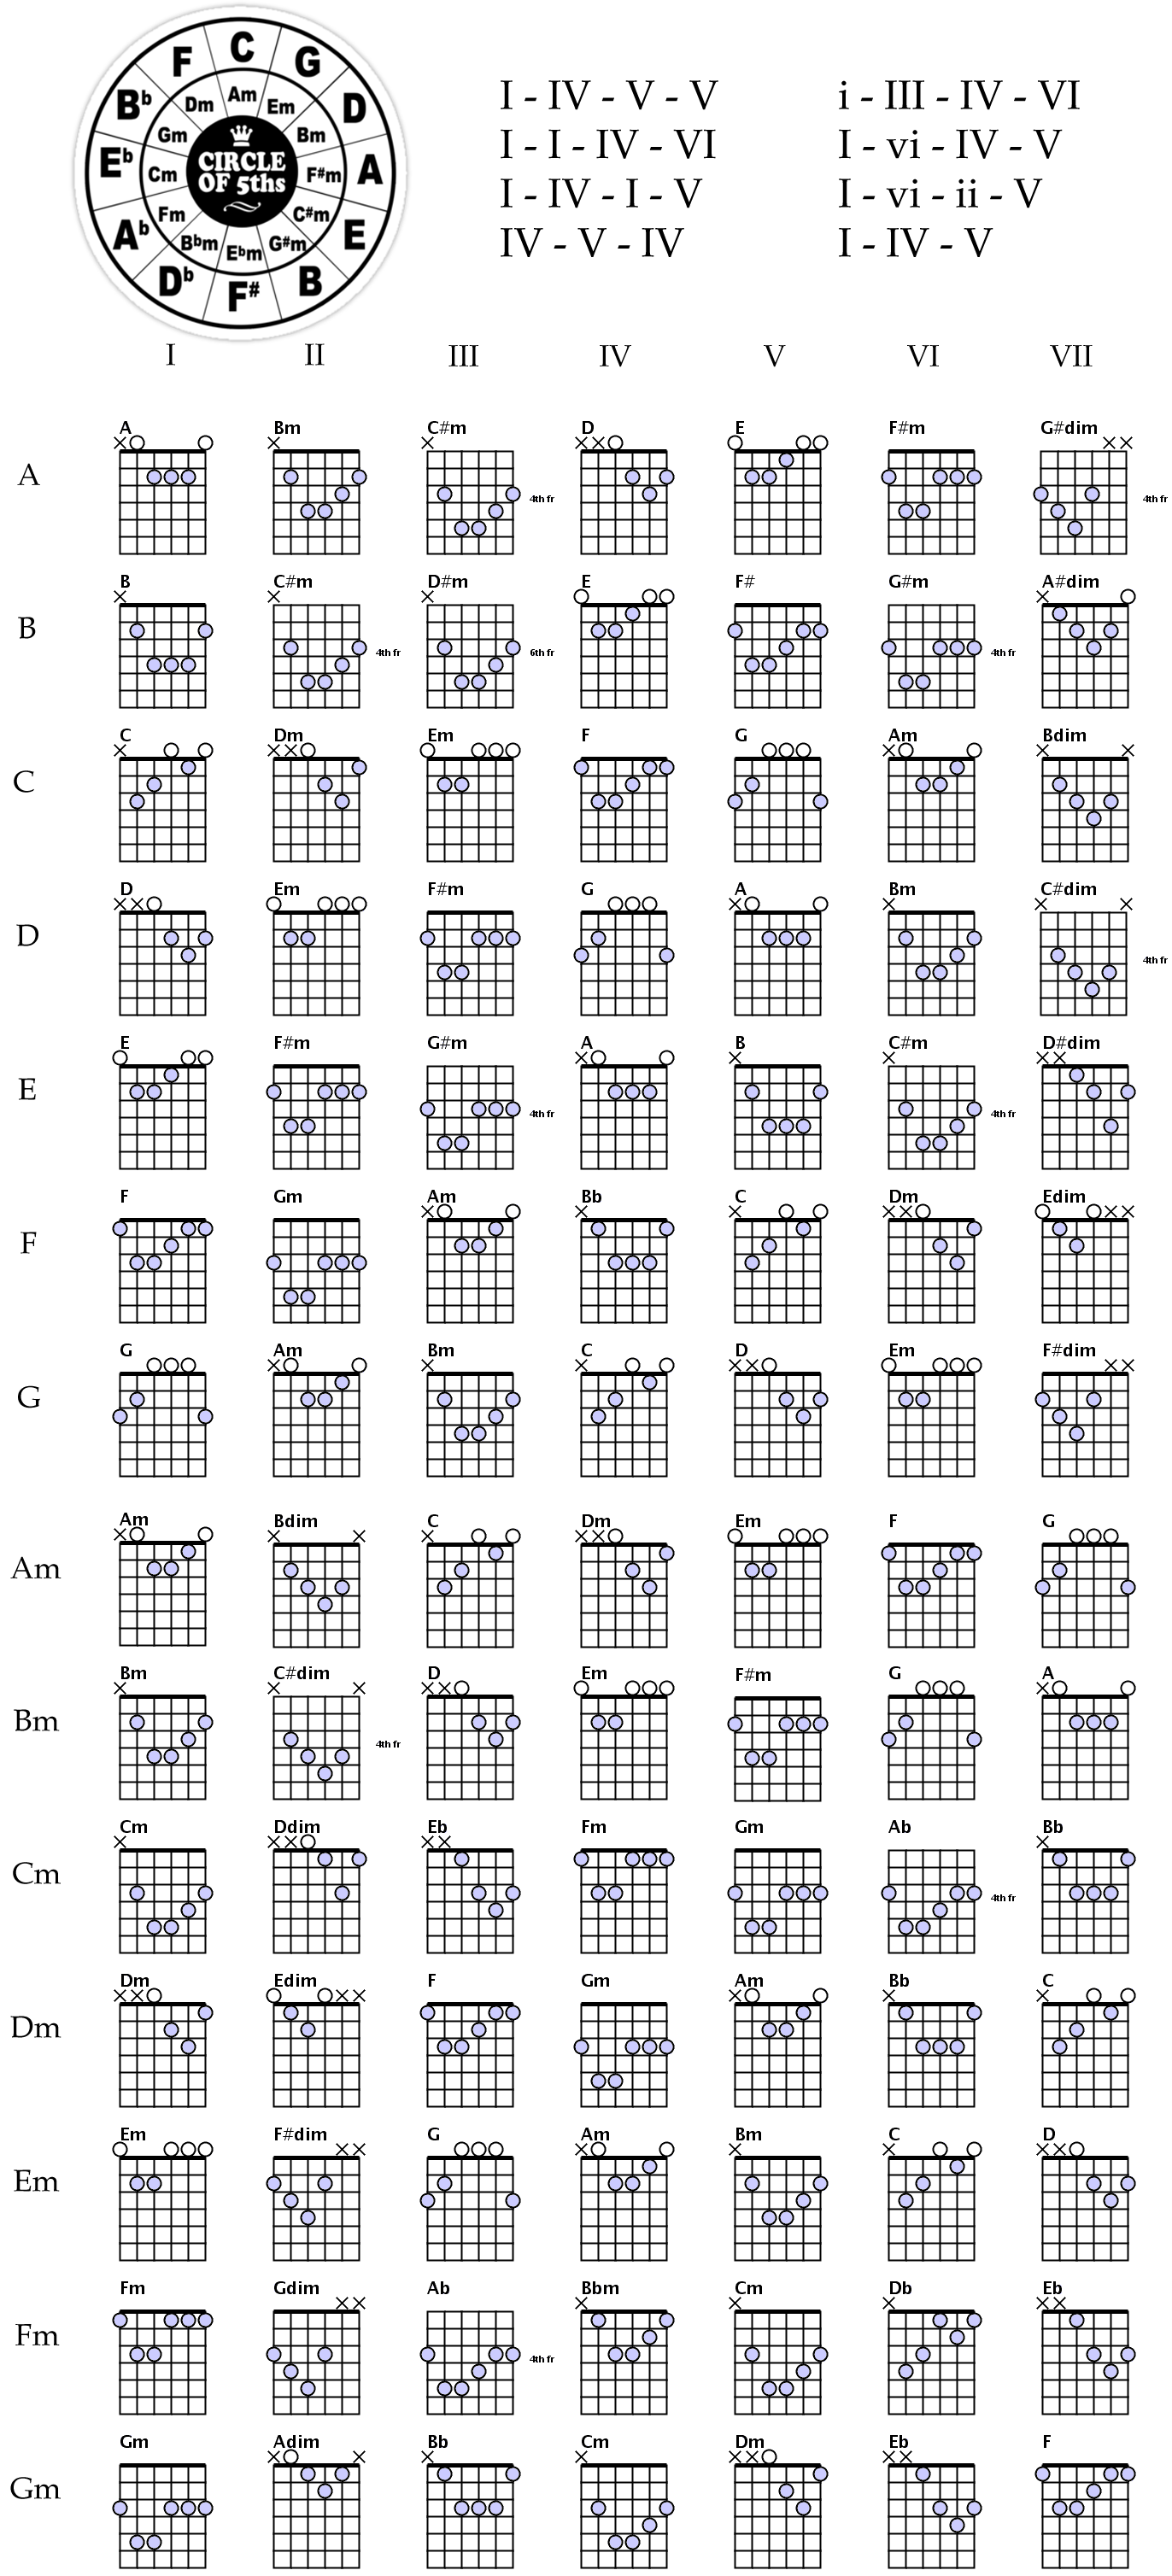 C
F G
Bb D
Dm Am Em
Gm Bm
Eb Cm CIRCLE F#m A
OF 5ths
Fm C#m
Ab Bbm Ebm G#m E
Db B
F#
I - IV - V - V
I - I - IV - VI
I - IV - I - V
IV - V - IV
i - III - IV - VI
I - vi - IV - V
I - vi - ii - V
I - IV - V
I II III IV V VI VII
A Bm C#m D E F#m G#dim
A 4th fr 4th fr
B C#m D#m E F# G#m A#dim
B 4th fr 6th fr 4th fr
C Dm Em F G Am Bdim
C
D Em F#m G A Bm C#dim
D 4th fr
E F#m G#m A B C#m D#dim
E 4th fr 4th fr
F Gm Am Bb C Dm Edim
F
G Am Bm C D Em F#dim
G
Am Bdim C Dm Em F G
Am
Bm C#dim D Em F#m G A
Bm 4th fr
Cm Ddim Eb Fm Gm Ab Bb
Cm 4th fr
Dm Edim F Gm Am Bb C
Dm
Em F#dim G Am Bm C D
Em
Fm Gdim Ab Bbm Cm Db Eb
Fm 4th fr
Gm Adim Bb Cm Dm Eb F
Gm